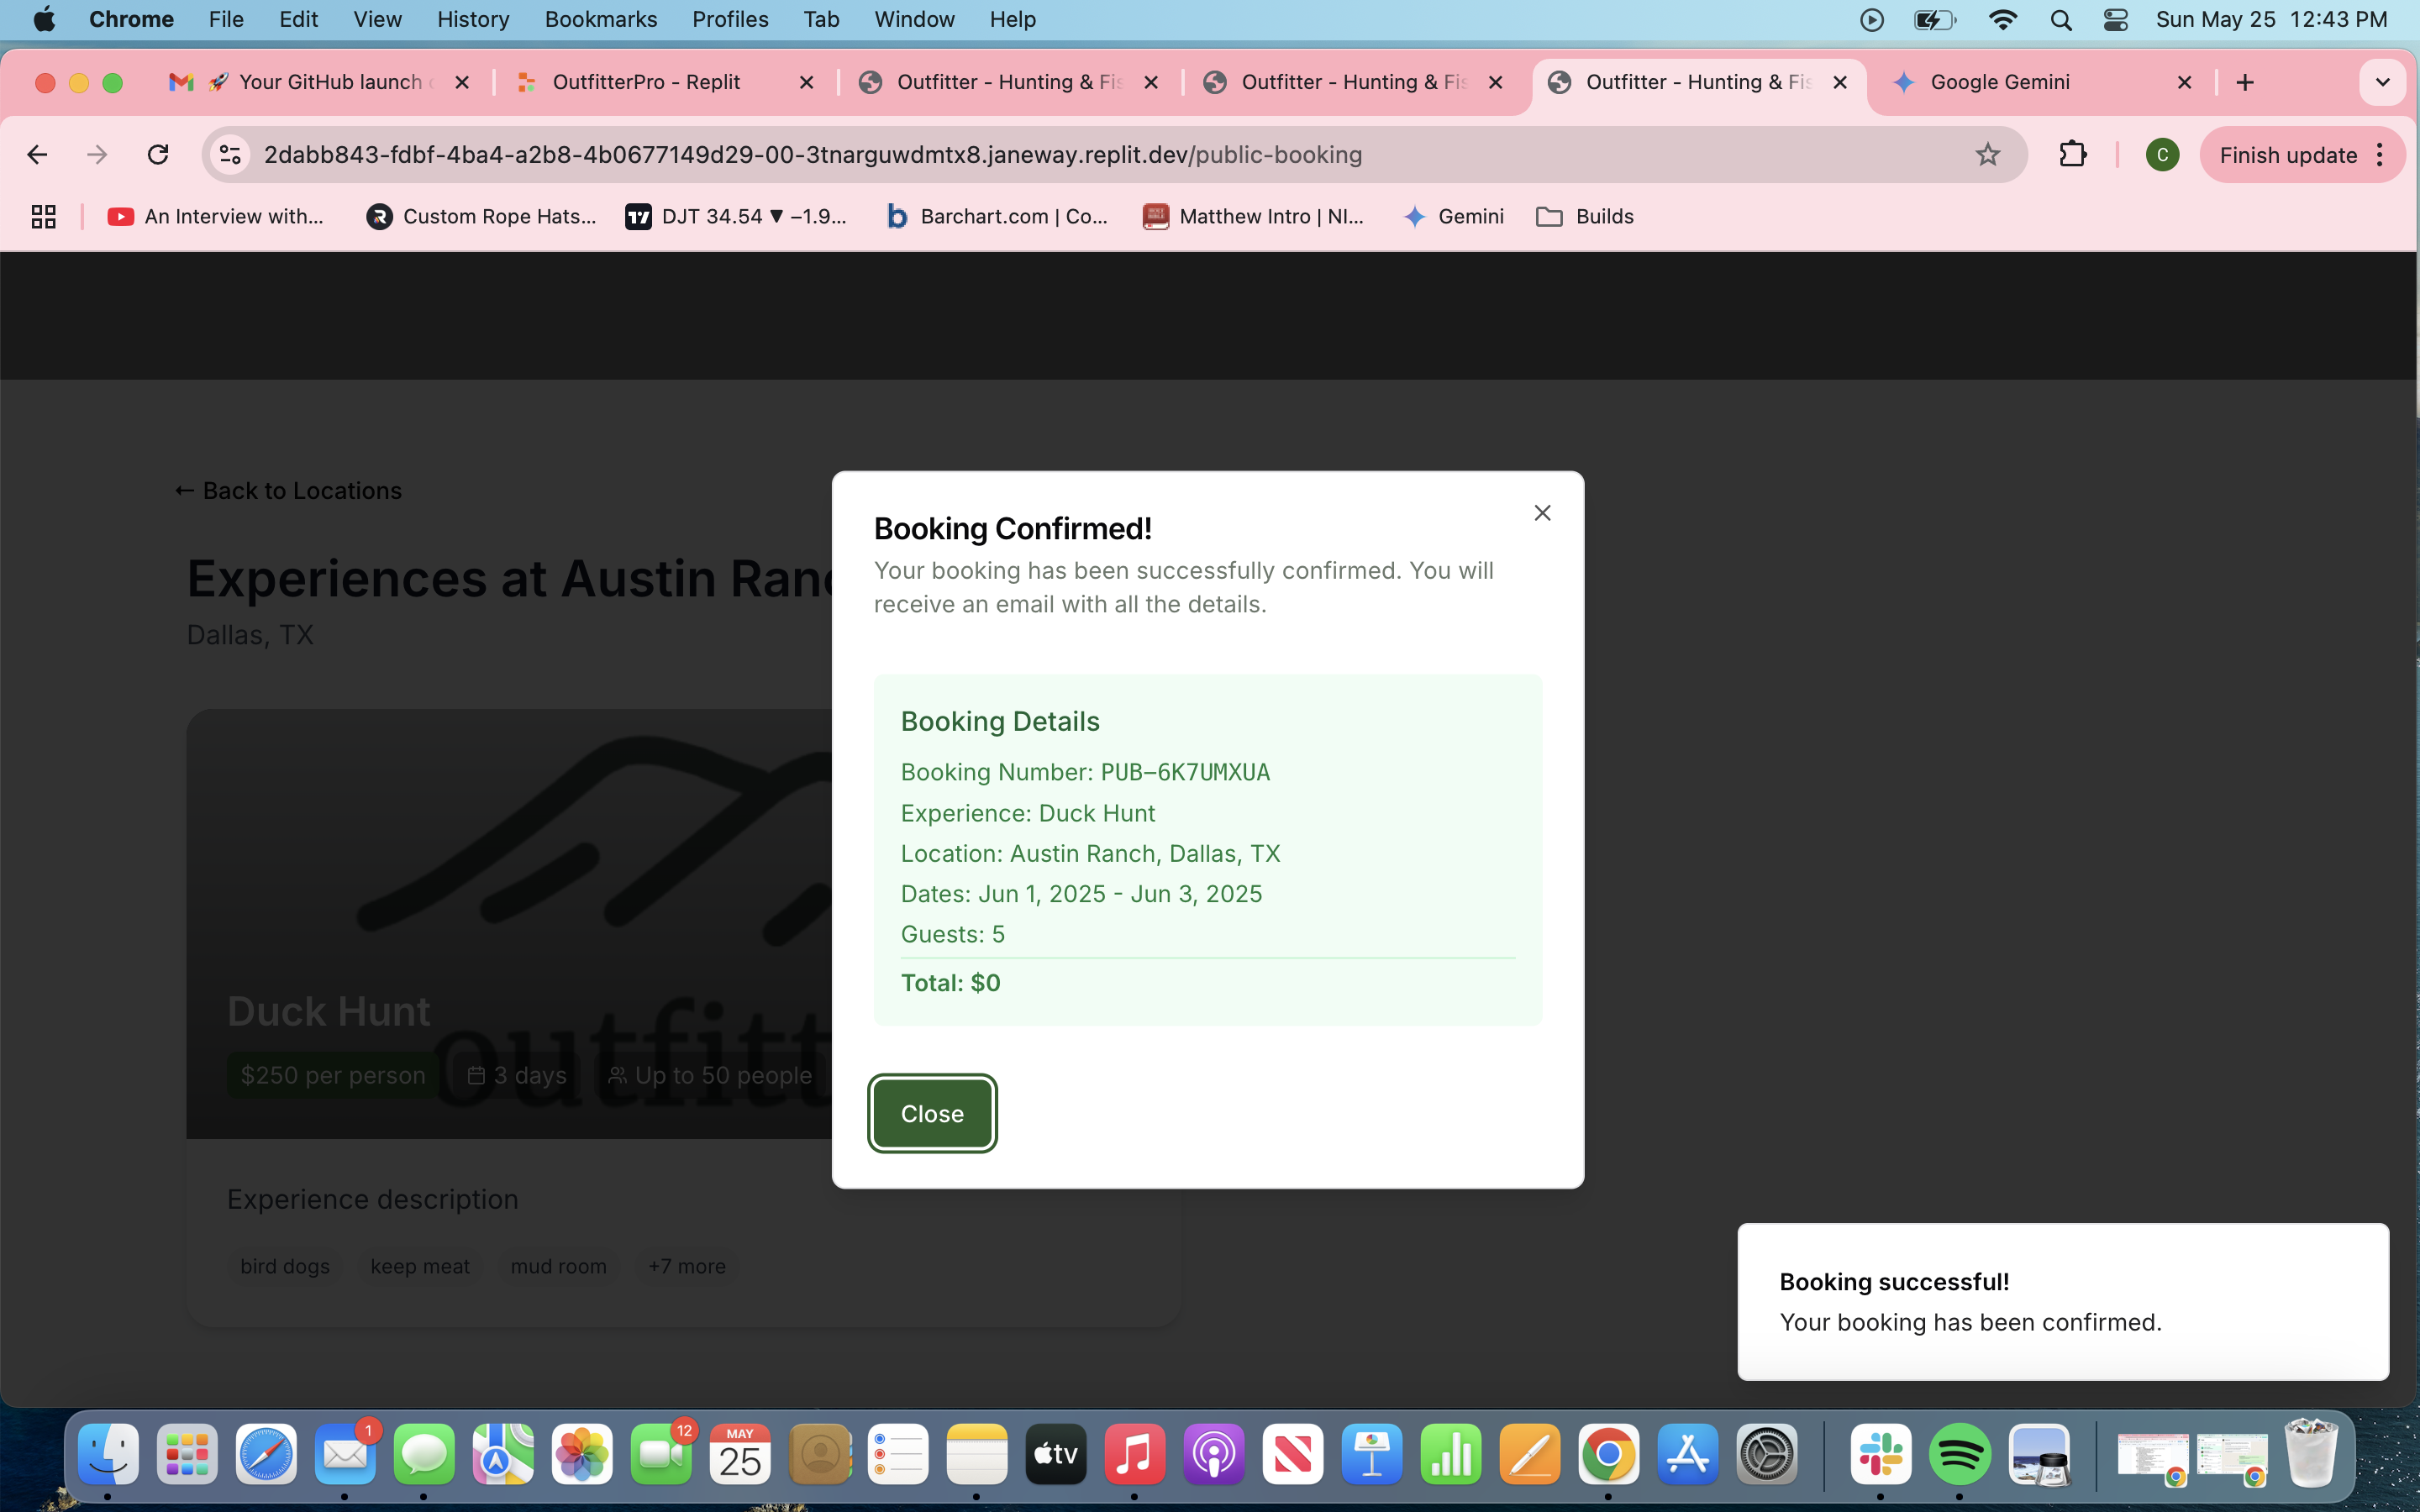 Chrome File Edit View History Bookmarks Profiles Tab Window Help Sun May 25 12:43 PM
🚀 Your GitHub launch OutfitterPro - Replit Outfitter - Hunting & Fis Outfitter - Hunting & Fis Outfitter - Hunting & Fis Google Gemini
2dabb843-fdbf-4ba4-a2b8-4b0677149d29-00-3tnarguwdmtx8.janeway.replit.dev/public-booking C Finish update
An Interview with... Custom Rope Hats... DJT 34.54 ▼ −1.9... Barchart.com | Co... Matthew Intro | NI... Gemini Builds
← Back to Locations
Experiences at Austin Ranc
Dallas, TX
outfitt
Duck Hunt
$250 per person 3 days Up to 50 people
Experience description
bird dogs keep meat mud room +7 more
Booking Confirmed!
Your booking has been successfully confirmed. You will
receive an email with all the details.
Booking Details
Booking Number: PUB-6K7UMXUA
Experience: Duck Hunt
Location: Austin Ranch, Dallas, TX
Dates: Jun 1, 2025 - Jun 3, 2025
Guests: 5
Total: $0
Close
Booking successful!
Your booking has been confirmed.
1 12 MAY 25 tv